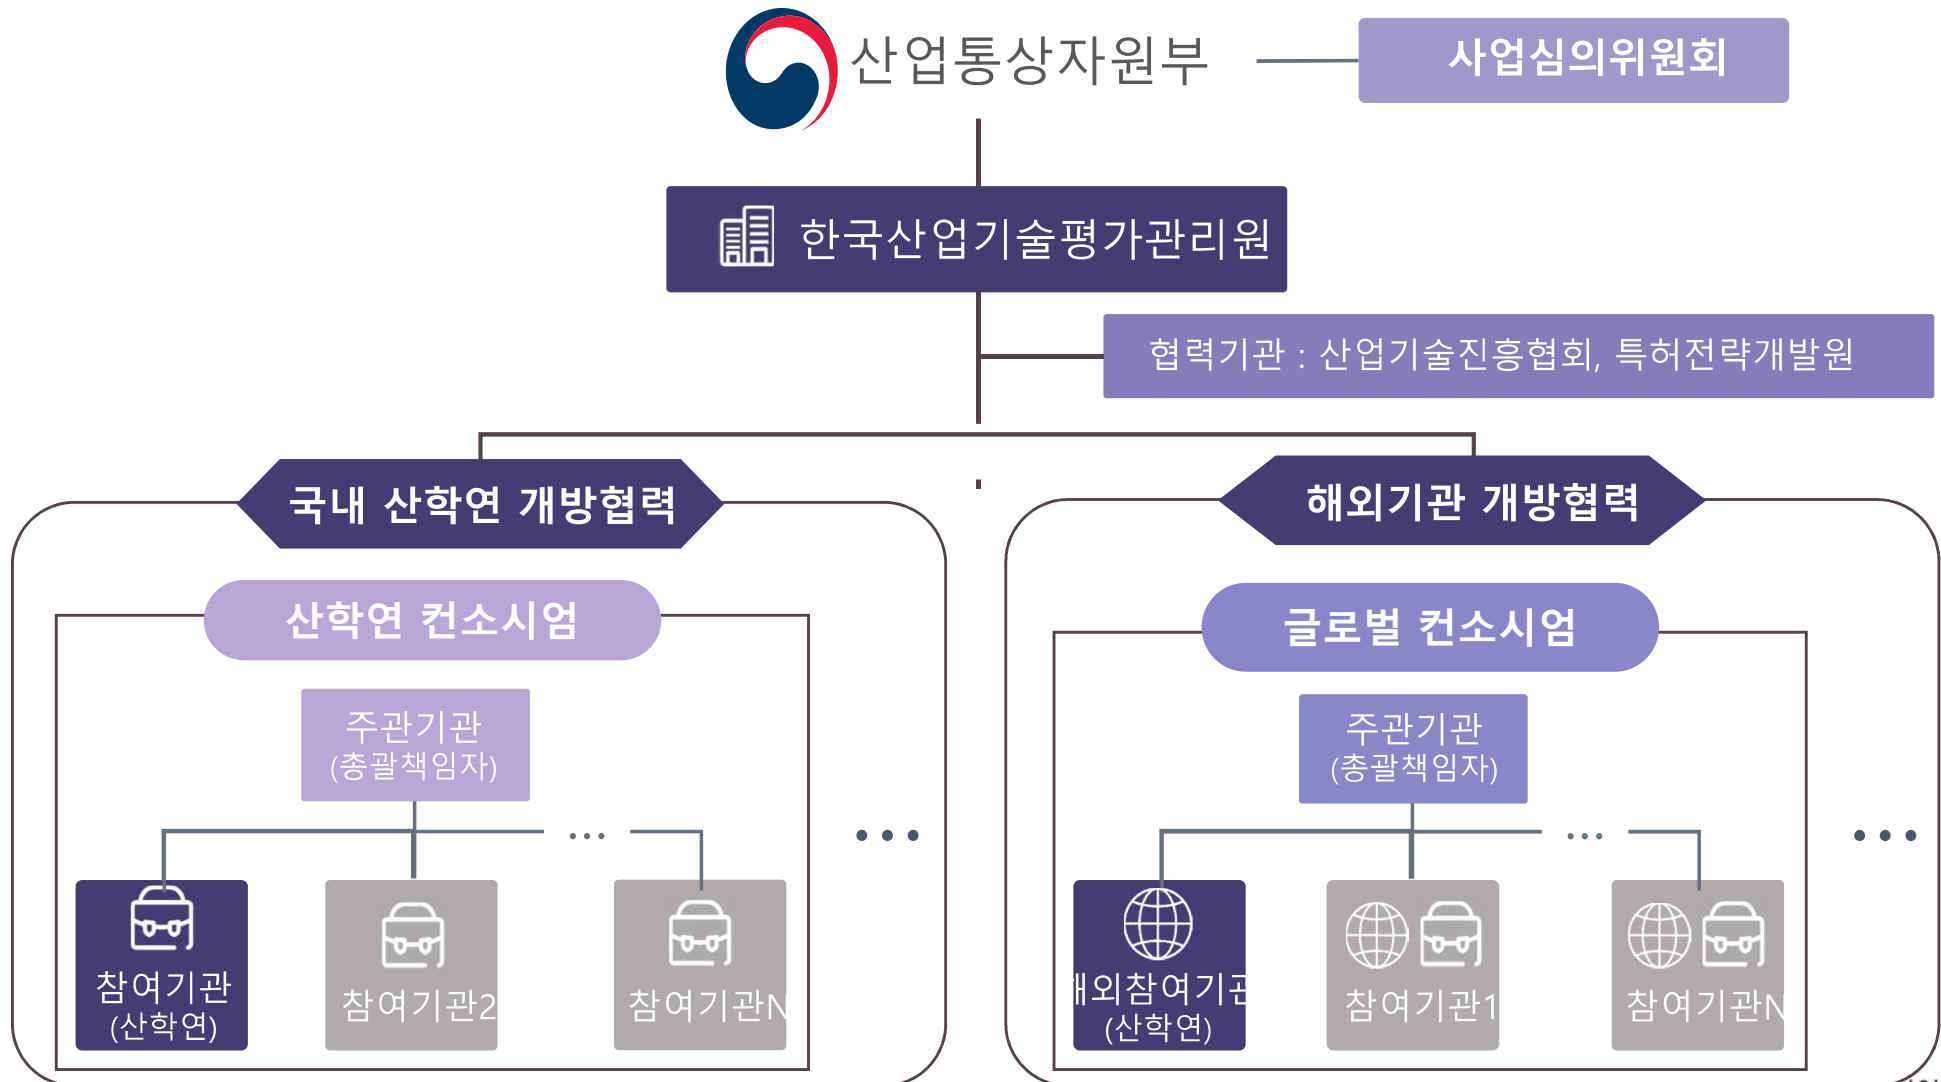 산업통상자원부
사업심의위원회
한국산업기술평가관리원
협력기관 : 산업기술진흥협회, 특허전략개발원
국내 산학연 개방협력
해외기관 개방협력
산학연 컨소시엄
글로벌 컨소시엄
주관기관
(총괄책임자)
주관기관
(총괄책임자)
...
...
...
...
참여기관
(산학연)
참여기관2
참여기관N
해외참여기관
(산학연)
참여기관1
참여기관N